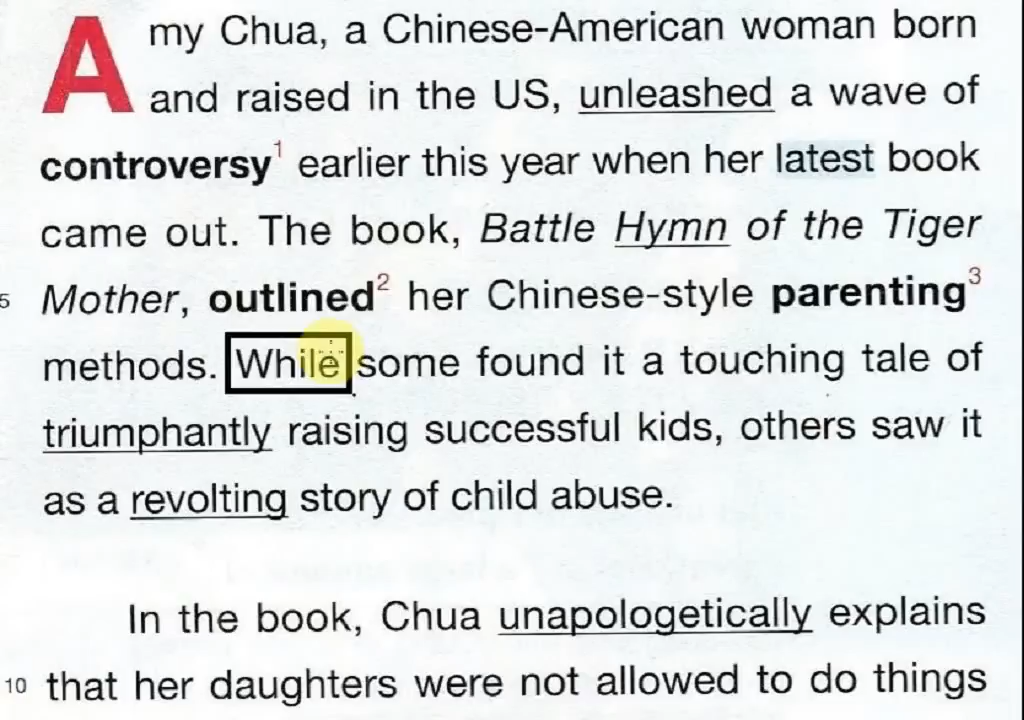 Amy Chua, a Chinese-American woman born
and raised in the US, unleashed a wave of
controversy1 earlier this year when her latest book
came out. The book, Battle Hymn of the Tiger
5 Mother, outlined2 her Chinese-style parenting3
methods. While some found it a touching tale of
triumphantly raising successful kids, others saw it
as a revolting story of child abuse.
In the book, Chua unapologetically explains
10 that her daughters were not allowed to do things